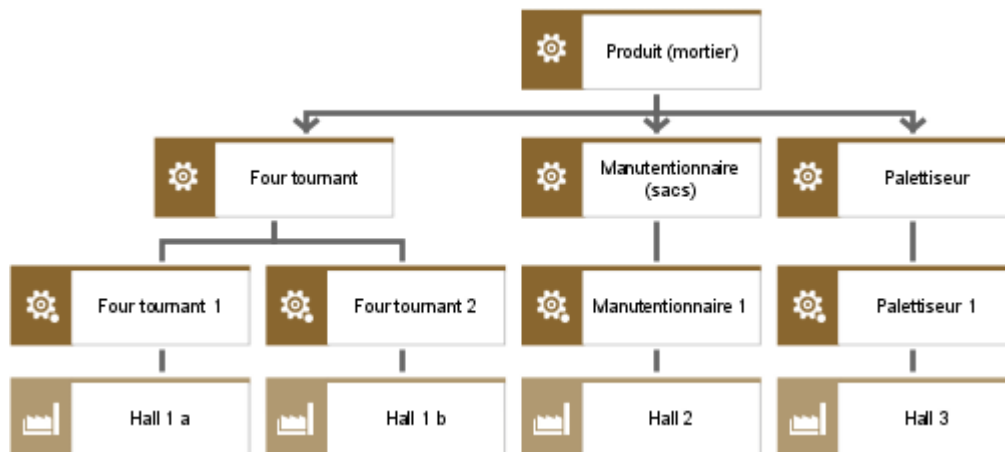 Produit (mortier)
Four tournant
Manutentionnaire
(sacs)
Palettiseur
Four tournant 1
Four tournant 2
Manutentionnaire 1
Palettiseur 1
Hall 1 a
Hall 1 b
Hall 2
Hall 3